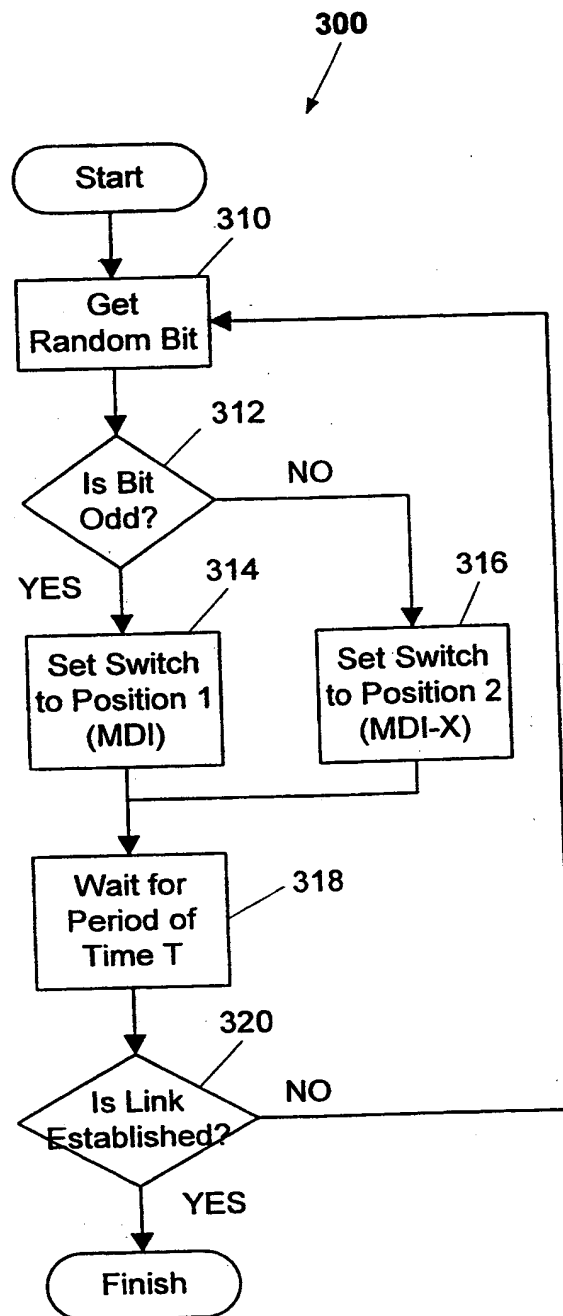 300
Start
310
Get
Random Bit
312
Is Bit
Odd?
NO
YES
314
316
Set Switch
to Position 1
(MDI)
Set Switch
to Position 2
(MDI-X)
Wait for
Period of
Time T
318
320
Is Link
Established?
NO
YES
Finish